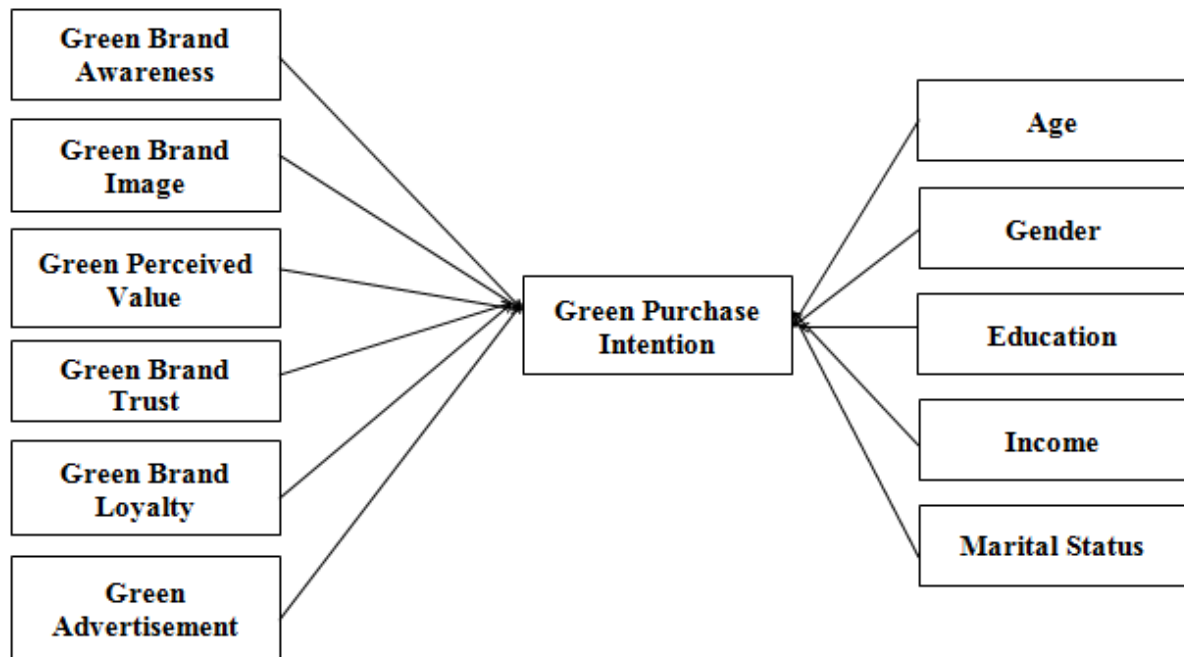 Green Brand
Awareness
Green Brand
Image
Green Perceived
Value
Green Brand
Trust
Green Brand
Loyalty
Green
Advertisement
Green Purchase
Intention
Age
Gender
Education
Income
Marital Status